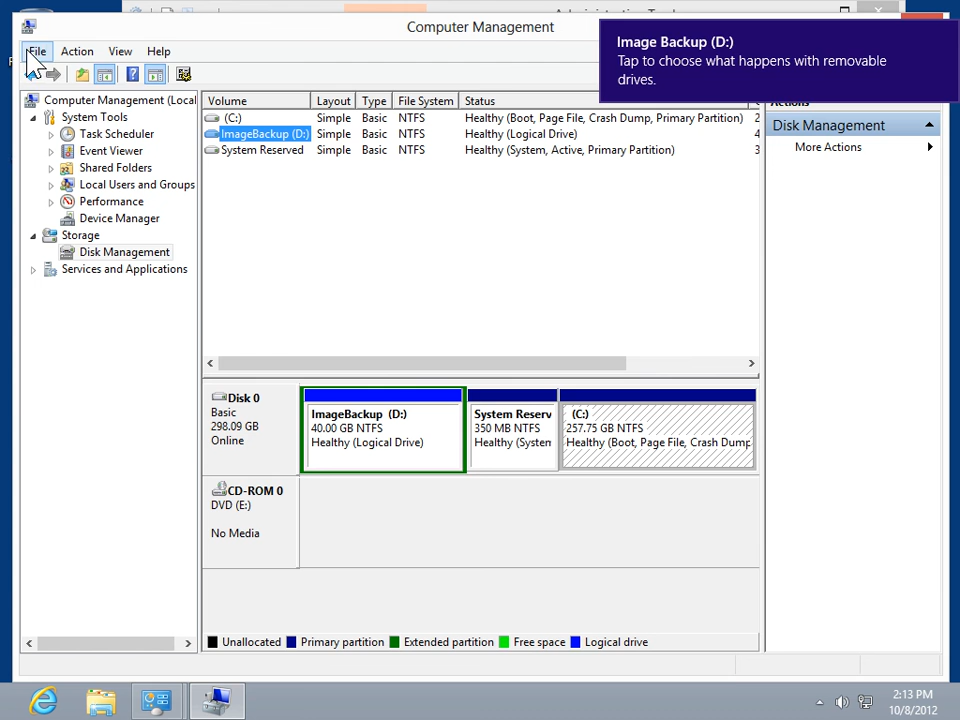 Computer Management
Image Backup (D:)
Tap to choose what happens with removable
drives.
File Action View Help
Computer Management (Local
System Tools
Task Scheduler
Event Viewer
Shared Folders
Local Users and Groups
Performance
Device Manager
Storage
Disk Management
Services and Applications
Volume Layout Type File System Status
(C:) Simple Basic NTFS Healthy (Boot, Page File, Crash Dump, Primary Partition) 2
ImageBackup (D:) Simple Basic NTFS Healthy (Logical Drive) 4
System Reserved Simple Basic NTFS Healthy (System, Active, Primary Partition) 3
Disk Management
More Actions
Disk 0
Basic
298.09 GB
Online
ImageBackup (D:)
40.00 GB NTFS
Healthy (Logical Drive)
System Reserv
350 MB NTFS
Healthy (System
(C:)
257.75 GB NTFS
Healthy (Boot, Page File, Crash Dump
CD-ROM 0
DVD (E:)
No Media
Unallocated Primary partition Extended partition Free space Logical drive
2:13 PM
10/8/2012